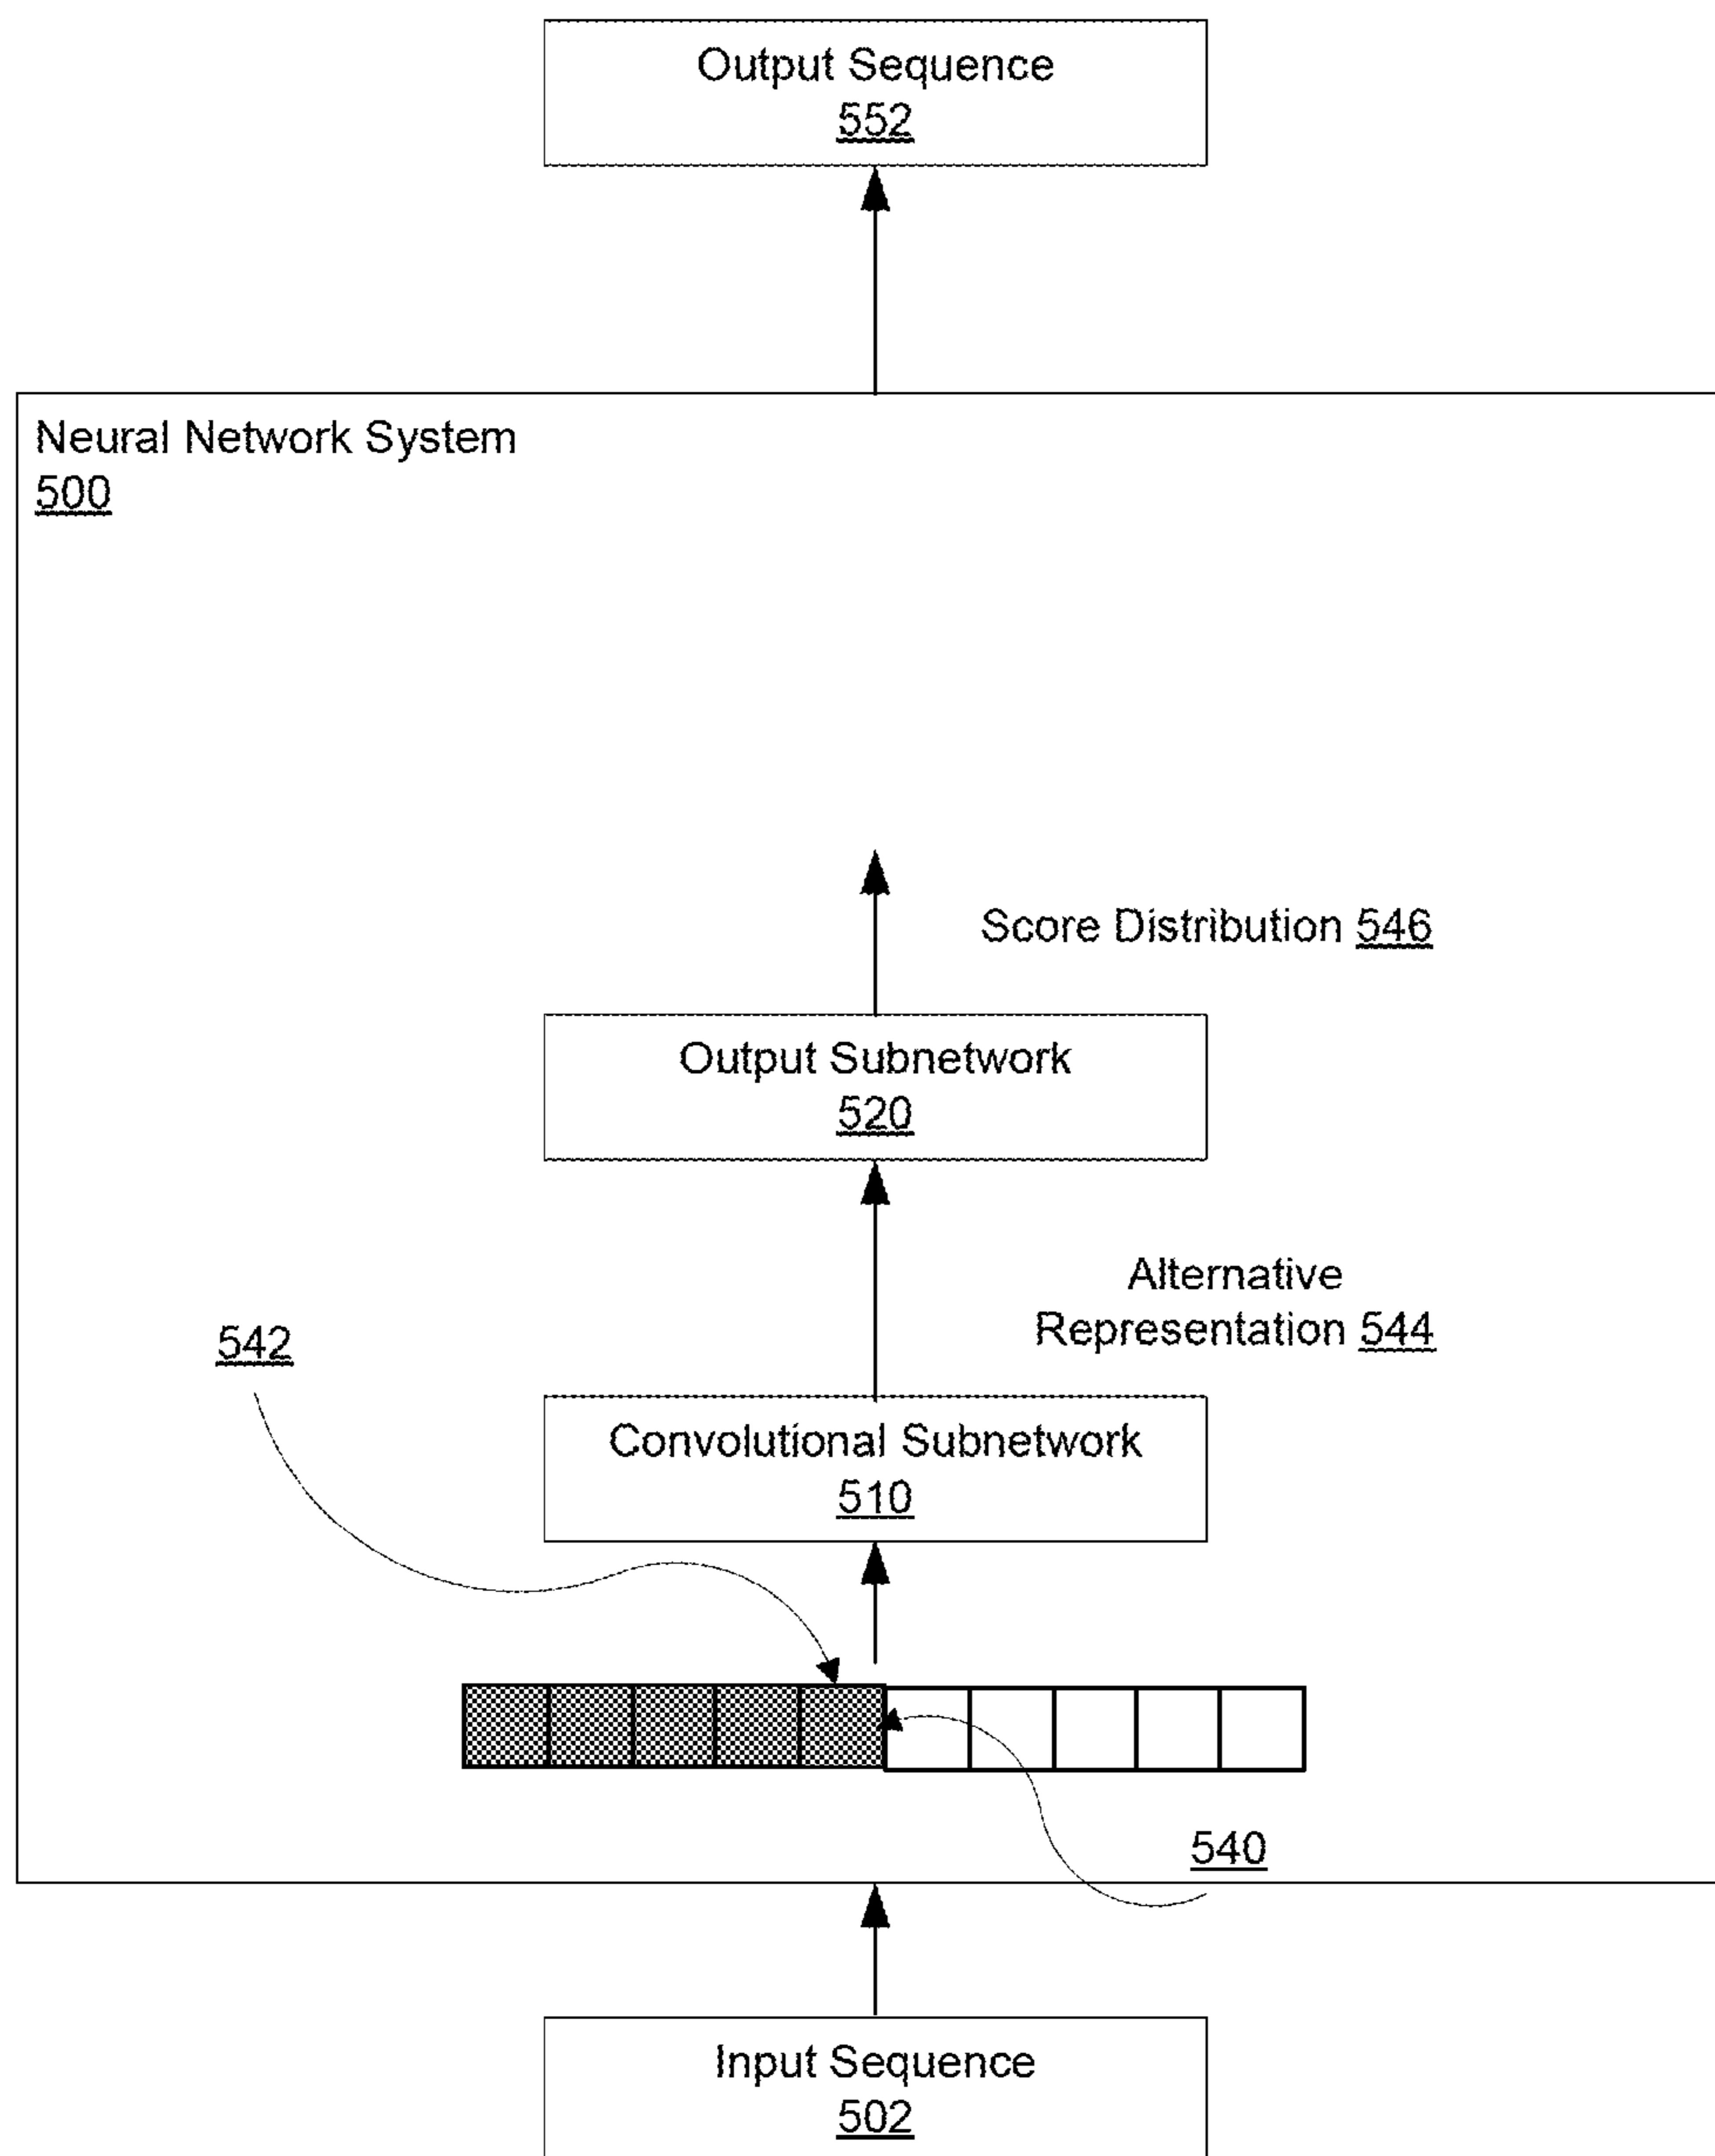 Output Sequence
552
Neural Network System
500
Score Distribution 546
Output Subnetwork
520
Alternative
Representation 544
542
Convolutional Subnetwork
510
540
Input Sequence
502